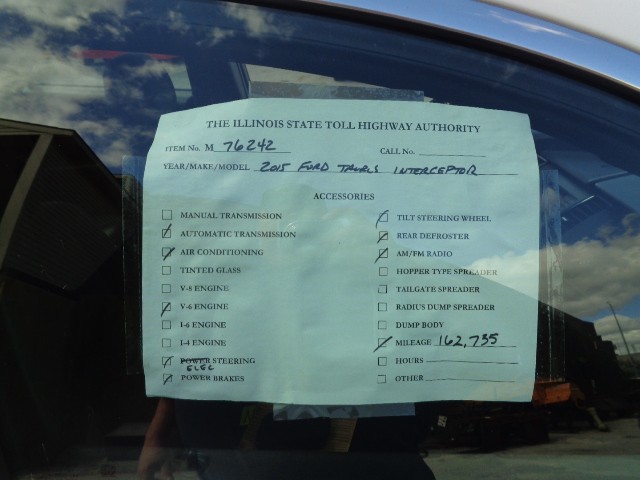 THE ILLINOIS STATE TOLL HIGHWAY AUTHORITY
ITEM No. M 76242 CALL No.
YEAR/MAKE/MODEL 2015 FORD TAURUS INTERCEPTOR
ACCESSORIES
MANUAL TRANSMISSION
AUTOMATIC TRANSMISSION
AIR CONDITIONING
TINTED GLASS
V-8 ENGINE
V-6 ENGINE
I-6 ENGINE
I-4 ENGINE
POWER STEERING
ELEC
POWER BRAKES
TILT STEERING WHEEL
REAR DEFROSTER
AM/FM RADIO
HOPPER TYPE SPREADER
TAILGATE SPREADER
RADIUS DUMP SPREADER
DUMP BODY
MILEAGE 162,735
HOURS
OTHER